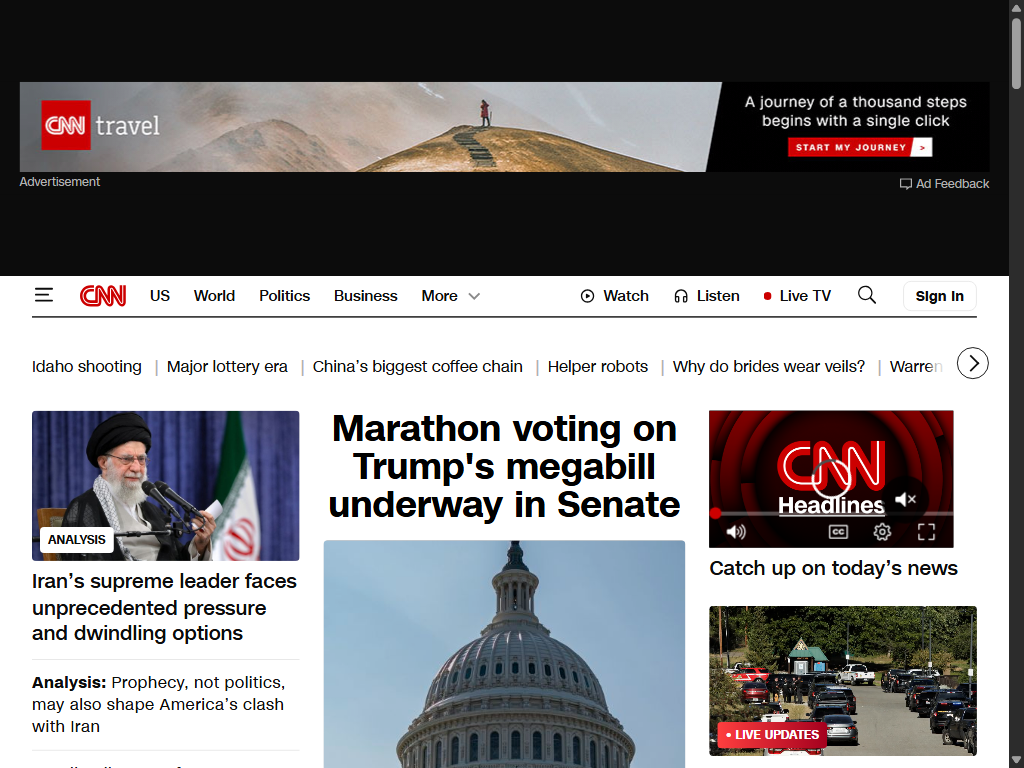 CNN travel
A journey of a thousand steps
begins with a single click
START MY JOURNEY >
Advertisement
Ad Feedback
CNN US World Politics Business More Watch Listen Live TV Sign in
Idaho shooting | Major lottery era | China's biggest coffee chain | Helper robots | Why do brides wear veils? | Warren
ANALYSIS
Iran's supreme leader faces
unprecedented pressure
and dwindling options
Analysis: Prophecy, not politics,
may also shape America's clash
with Iran
Marathon voting on
Trump's megabill
underway in Senate
CNN
Headlines
CC
Catch up on today's news
• LIVE UPDATES